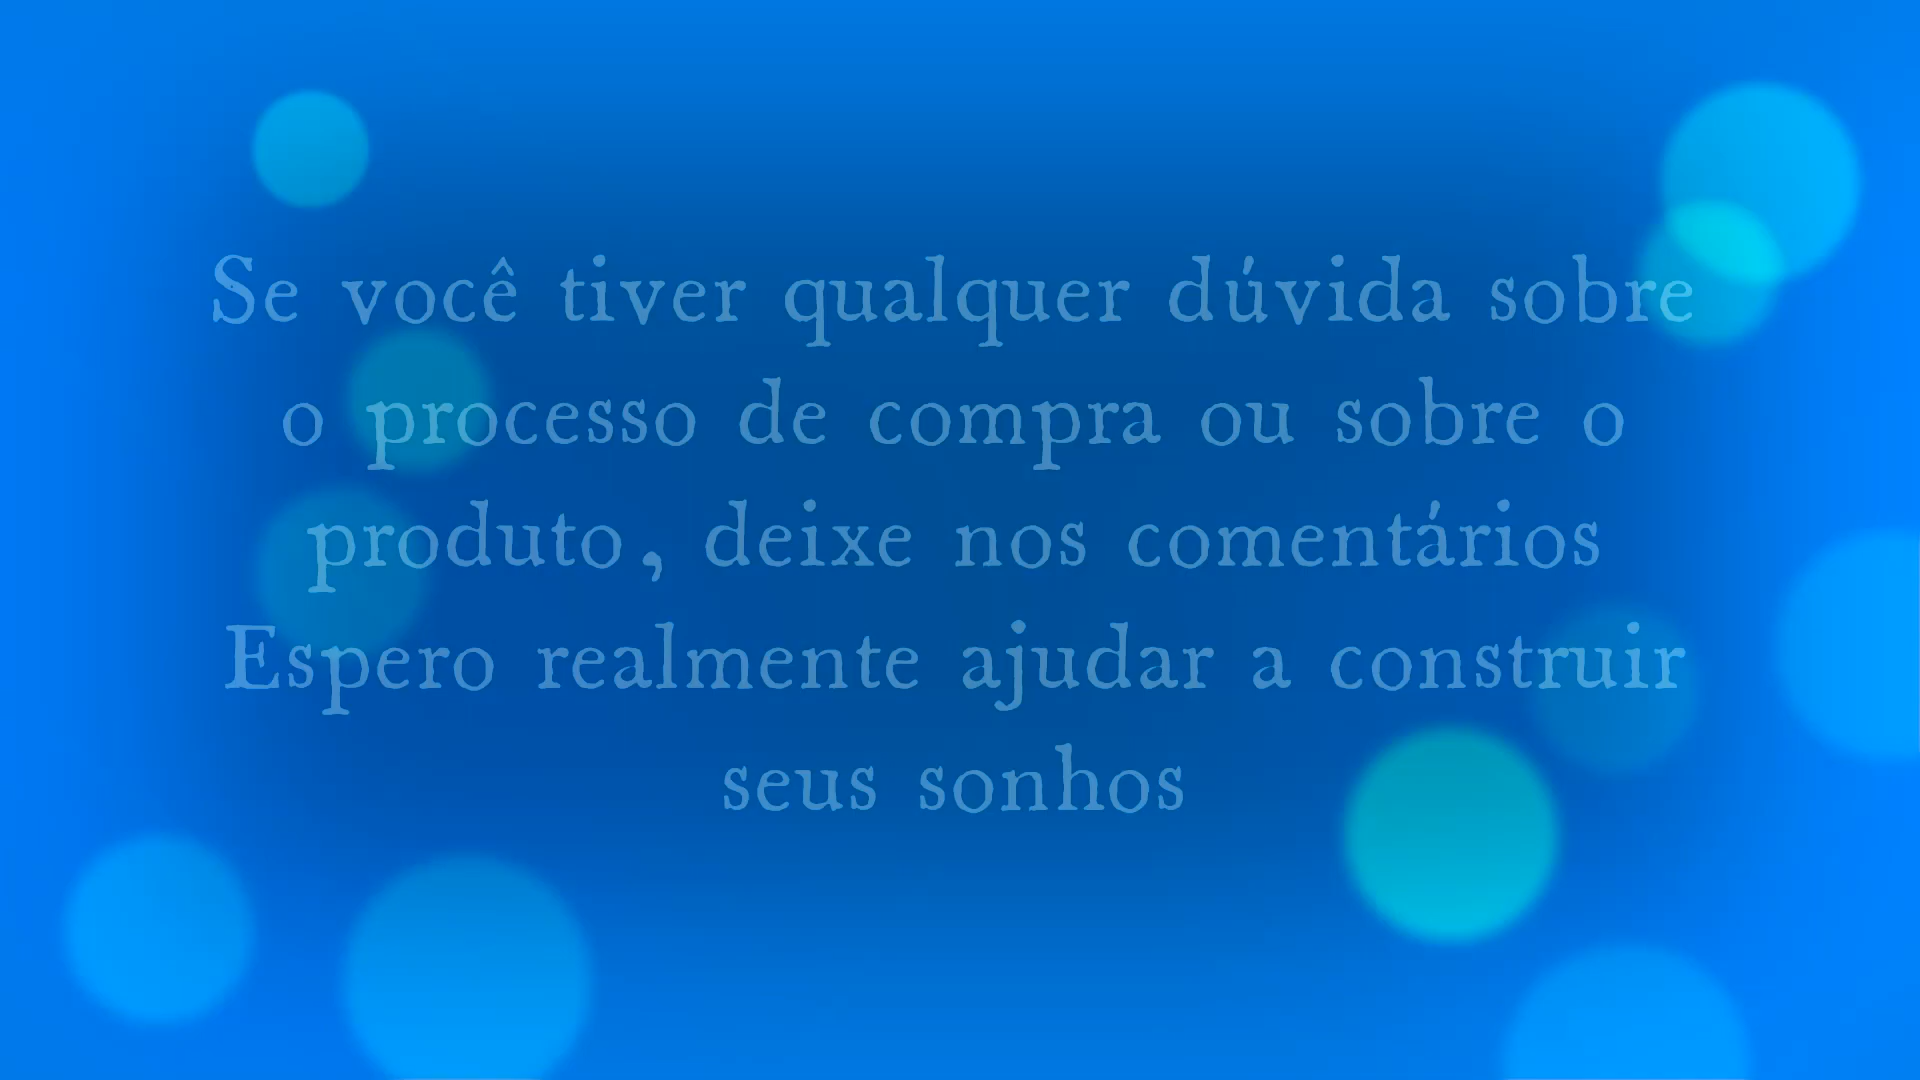 Se você tiver qualquer dúvida sobre
o processo de compra ou sobre o
produto, deixe nos comentários
Espero realmente ajudar a construir
seus sonhos